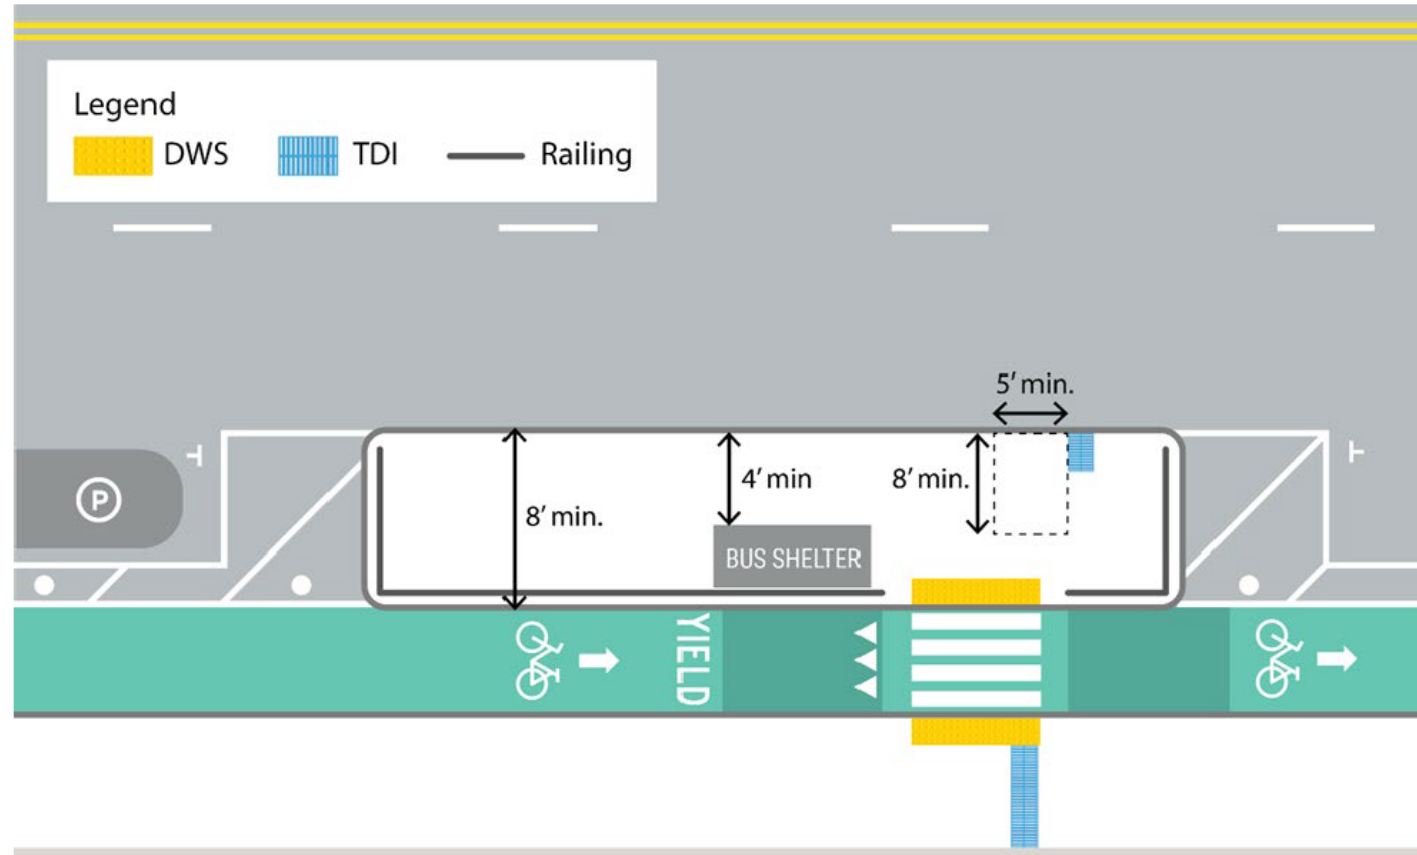 Legend
DWS
TDI
Railing
5′ min.
P
8′ min.
4′ min
8′ min.
BUS SHELTER
YIELD